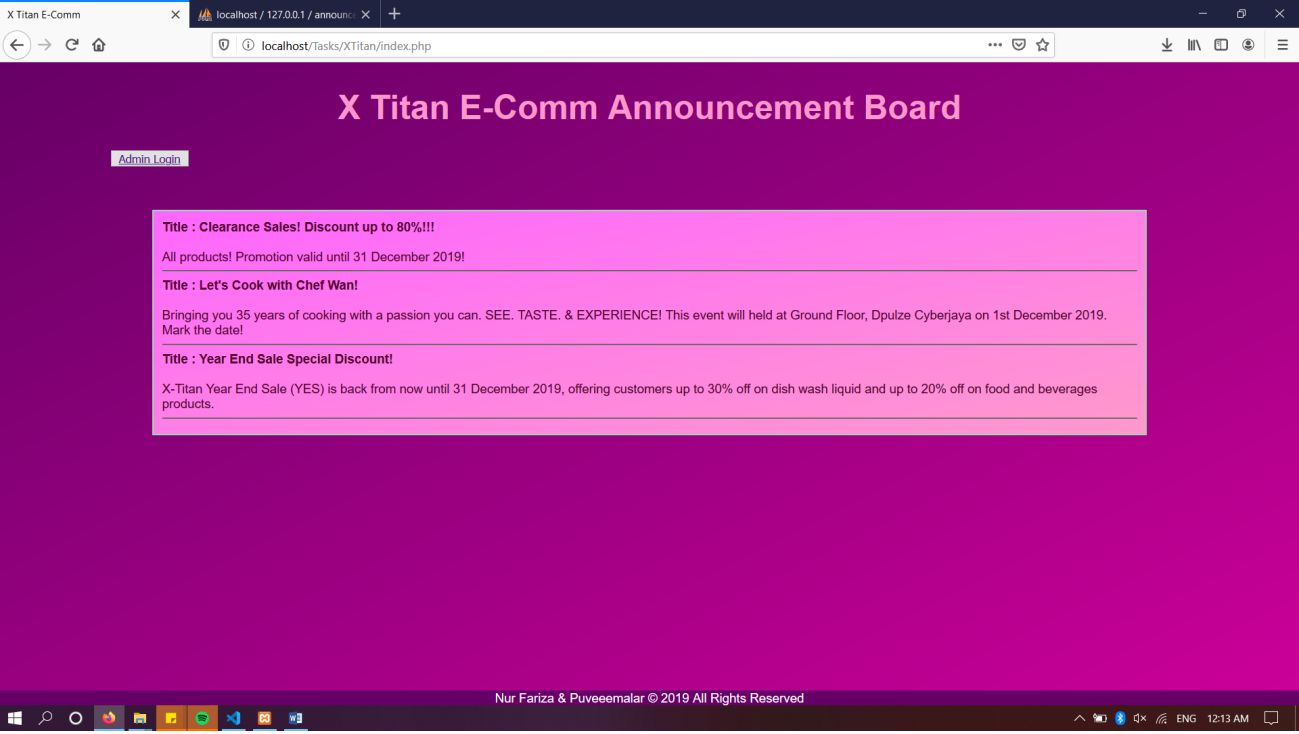 X Titan E-Comm
localhost / 127.0.0.1 / announce
localhost/Tasks/XTitan/index.php
X Titan E-Comm Announcement Board
Admin Login
Title : Clearance Sales! Discount up to 80%!!!
All products! Promotion valid until 31 December 2019!
Title : Let's Cook with Chef Wan!
Bringing you 35 years of cooking with a passion you can. SEE. TASTE. & EXPERIENCE! This event will held at Ground Floor, Dpulze Cyberjaya on 1st December 2019.
Mark the date!
Title : Year End Sale Special Discount!
X-Titan Year End Sale (YES) is back from now until 31 December 2019, offering customers up to 30% off on dish wash liquid and up to 20% off on food and beverages
products.
Nur Fariza & Puveeemalar © 2019 All Rights Reserved
ENG 12:13 AM